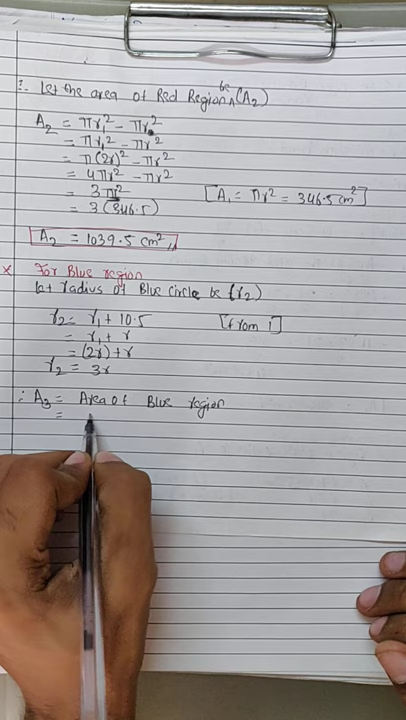 ∴ Let the area of Red Region be (A₂)
A₂ = πr₁² - πr²
= πr₁² - πr²
= π(2r)² - πr²
= 4πr² - πr²
= 3πr² [A₁ = πr² = 346.5 cm²]
= 3 (346.5)
A₂ = 1039.5 cm²
× For Blue region
let radius of Blue circle be (r₂)
r₂ = r₁ + 10.5 [from 1]
= r₁ + r
= (2r) + r
r₂ = 3r
∴ A₃ = Area of Blue region
=